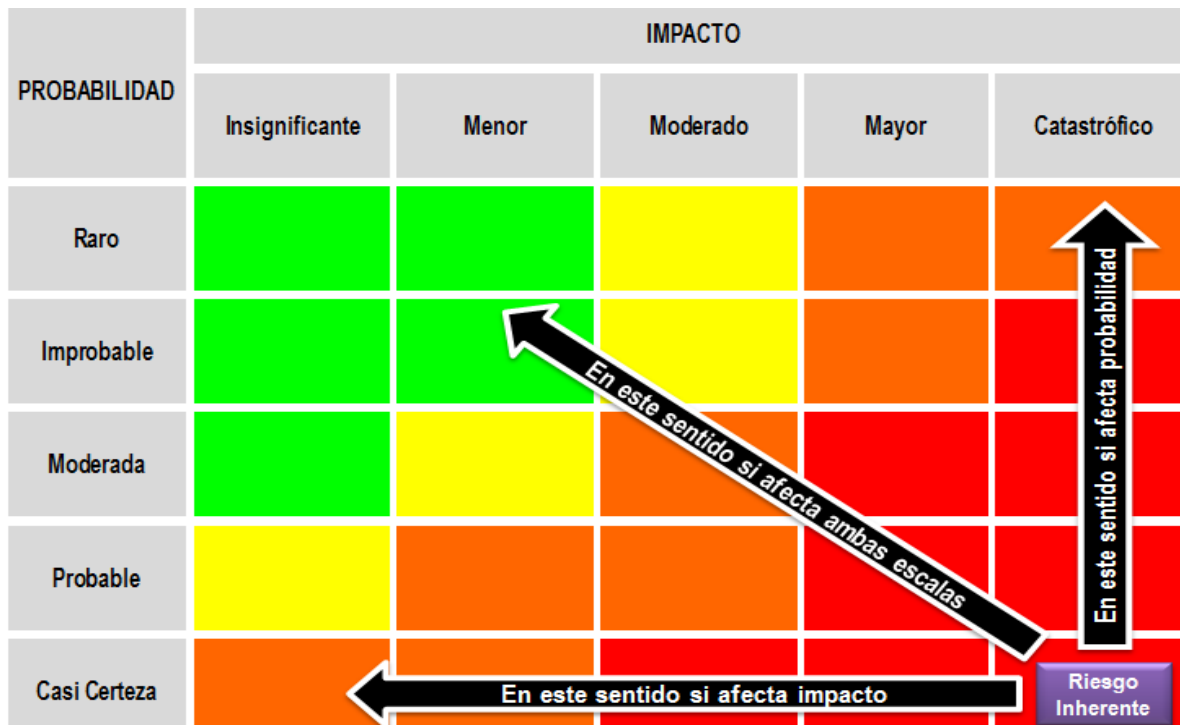 IMPACTO
PROBABILIDAD
Insignificante
Menor
Moderado
Mayor
Catastrófico
Raro
Improbable
Moderada
Probable
Casi Certeza
En este sentido si afecta probabilidad
En este sentido si afecta ambas escalas
En este sentido si afecta impacto
Riesgo
Inherente